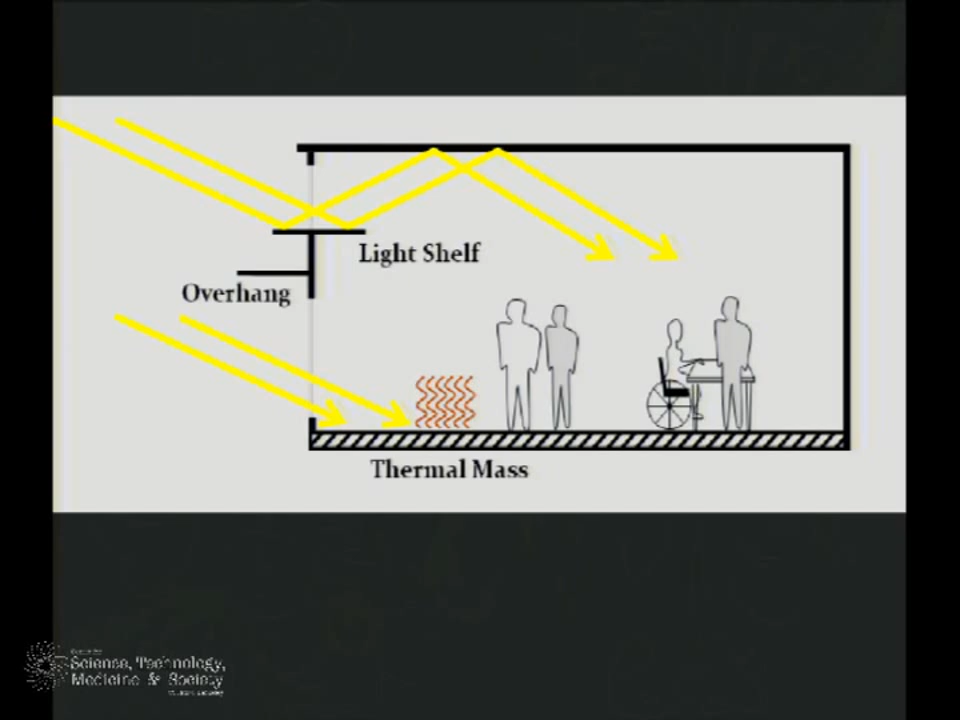 Light Shelf
Overhang
Thermal Mass
Science, Technology,
Medicine & Society